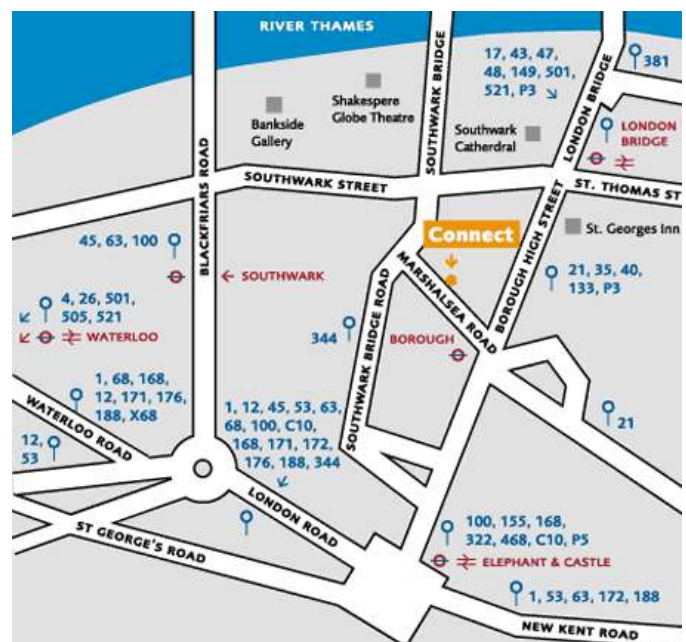 RIVER THAMES
17, 43, 47,
48, 149, 501,
521, P3
381
Shakespere
Globe Theatre
Bankside
Gallery
SOUTHWARK BRIDGE
Southwark
Catherdral
LONDON BRIDGE
LONDON
BRIDGE
BLACKFRIARS ROAD
SOUTHWARK STREET
ST. THOMAS ST
Connect
St. Georges Inn
45, 63, 100
SOUTHWARK
MARSHALSEA ROAD
BOROUGH HIGH STREET
21, 35, 40,
133, P3
4, 26, 501,
505, 521
WATERLOO
344
BOROUGH
SOUTHWARK BRIDGE ROAD
1, 68, 168,
12, 171, 176,
188, X68
WATERLOO ROAD
1, 12, 45, 53, 63,
68, 100, C10,
168, 171, 172,
176, 188, 344
21
12,
53
LONDON ROAD
ST GEORGE'S ROAD
100, 155, 168,
322, 468, C10, P5
ELEPHANT & CASTLE
1, 53, 63, 172, 188
NEW KENT ROAD